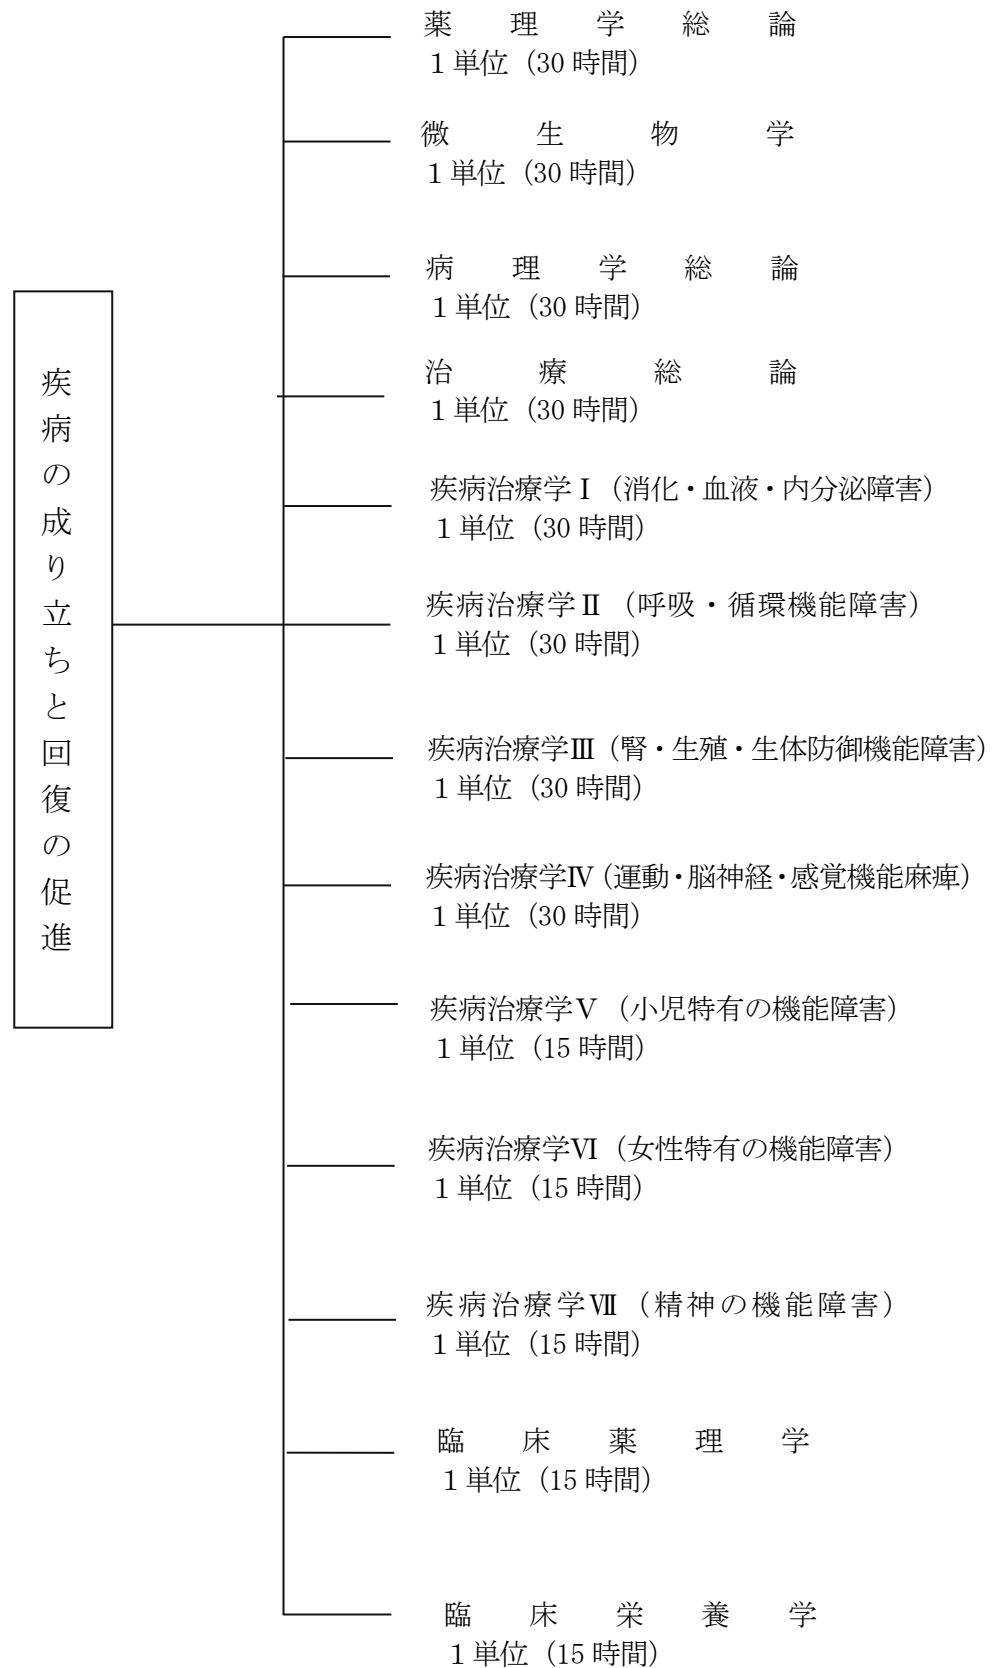 疾病の成り立ちと回復の促進
薬理学総論
１単位（30時間）
微生物学
１単位（30時間）
病理学総論
１単位（30時間）
治療総論
１単位（30時間）
疾病治療学Ⅰ（消化・血液・内分泌障害）
１単位（30時間）
疾病治療学Ⅱ（呼吸・循環機能障害）
１単位（30時間）
疾病治療学Ⅲ（腎・生殖・生体防御機能障害）
１単位（30時間）
疾病治療学Ⅳ（運動・脳神経・感覚機能麻痺）
１単位（30時間）
疾病治療学Ⅴ（小児特有の機能障害）
１単位（15時間）
疾病治療学Ⅵ（女性特有の機能障害）
１単位（15時間）
疾病治療学Ⅶ（精神の機能障害）
１単位（15時間）
臨床薬理学
１単位（15時間）
臨床栄養学
１単位（15時間）